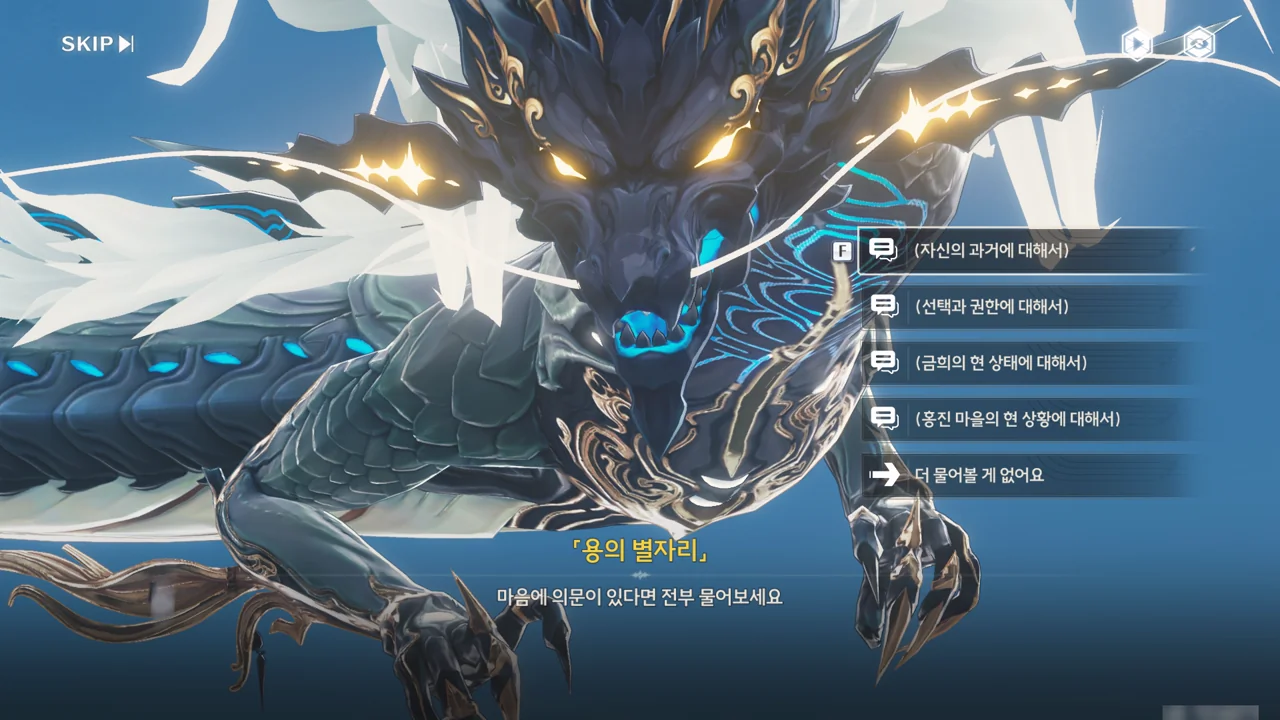 SKIP
F
(자신의 과거에 대해서)
(선택과 권한에 대해서)
(금희의 현 상태에 대해서)
(홍진 마을의 현 상황에 대해서)
더 물어볼 게 없어요
「용의 별자리」
마음에 의문이 있다면 전부 물어보세요